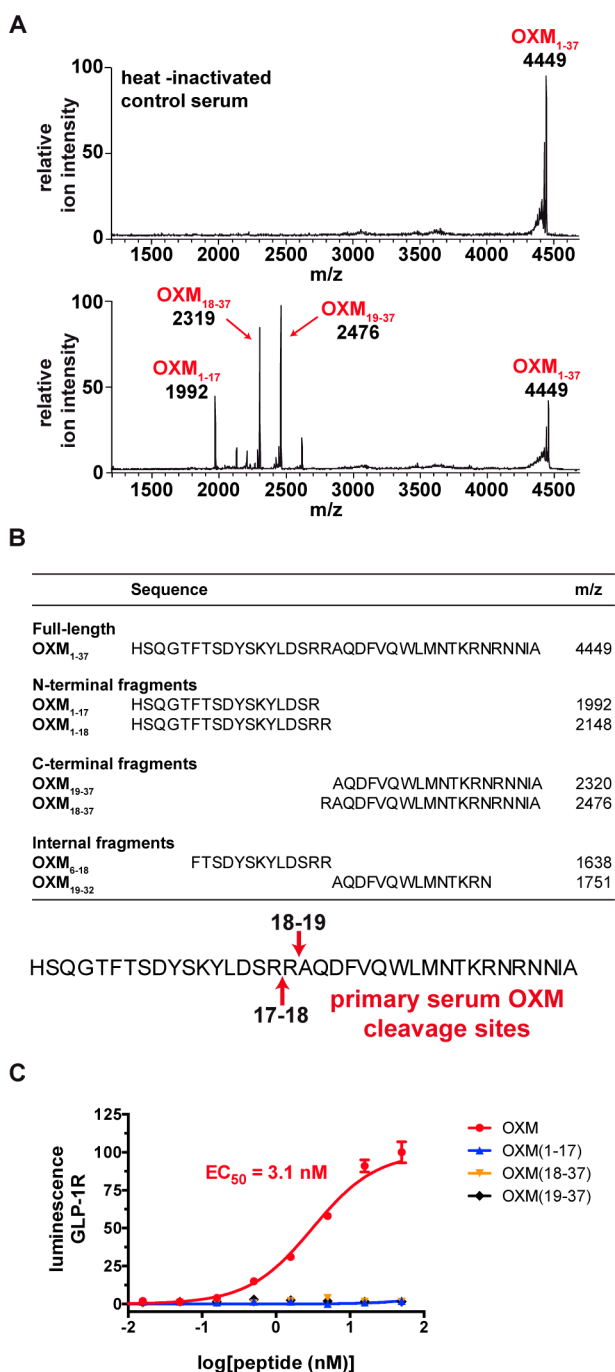 A
heat -inactivated
control serum
OXM1-37
4449
relative
ion intensity
100
50
0
1500 2000 2500 3000 3500 4000 4500
m/z
OXM18-37
2319
OXM19-37
2476
OXM1-17
1992
OXM1-37
4449
relative
ion intensity
100
50
0
1500 2000 2500 3000 3500 4000 4500
m/z
B
Sequence m/z
Full-length
OXM1-37 HSQGTFTSDYSKYLDSRRAQDFVQWLMNTKRNRNNIA 4449
N-terminal fragments
OXM1-17 HSQGTFTSDYSKYLDSR 1992
OXM1-18 HSQGTFTSDYSKYLDSRR 2148
C-terminal fragments
OXM19-37 AQDFVQWLMNTKRNRNNIA 2320
OXM18-37 RAQDFVQWLMNTKRNRNNIA 2476
Internal fragments
OXM6-18 FTSDYSKYLDSRR 1638
OXM19-32 AQDFVQWLMNTKRN 1751
18-19
HSQGTFTSDYSKYLDSRRAQDFVQWLMNTKRNRNNIA
17-18
primary serum OXM
cleavage sites
C
luminescence
GLP-1R
125
100
75
50
25
0
-2 -1 0 1 2
log[peptide (nM)]
EC50 = 3.1 nM
OXM
OXM(1-17)
OXM(18-37)
OXM(19-37)